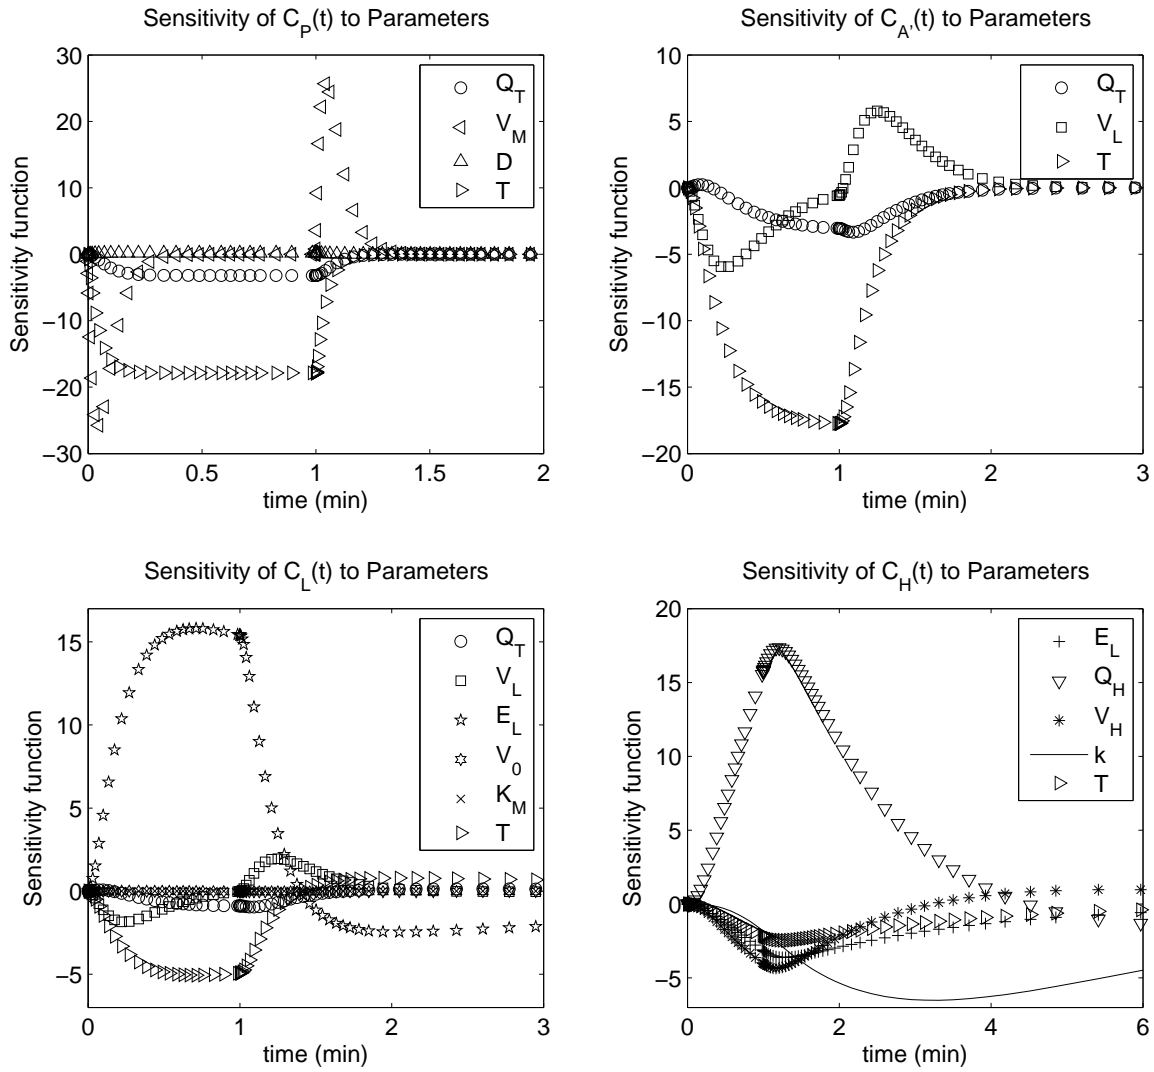 Sensitivity of C_P(t) to Parameters
Sensitivity function
30
20
10
0
−10
−20
−30
0
0.5
1
1.5
2
time (min)
Q_T
V_M
D
T
Sensitivity of C_A'(t) to Parameters
Sensitivity function
10
5
0
−5
−10
−15
−20
0
1
2
3
time (min)
Q_T
V_L
T
Sensitivity of C_L(t) to Parameters
Sensitivity function
15
10
5
0
−5
0
1
2
3
time (min)
Q_T
V_L
E_L
V_0
K_M
T
Sensitivity of C_H(t) to Parameters
Sensitivity function
20
15
10
5
0
−5
0
2
4
6
time (min)
E_L
Q_H
V_H
k
T